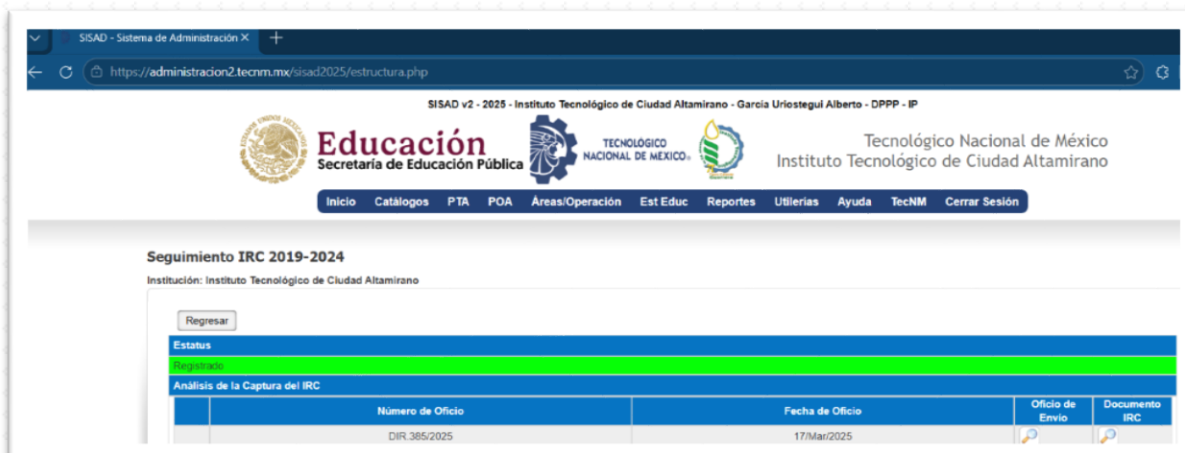 SISAD - Sistema de Administración X +
https://administracion2.tecnm.mx/sisad2025/estructura.php
SISAD v2 - 2025 - Instituto Tecnológico de Ciudad Altamirano - Garcia Uriostegui Alberto - DPPP - IP
Educación
Secretaría de Educación Pública
TECNOLÓGICO
NACIONAL DE MÉXICO
Tecnológico Nacional de México
Instituto Tecnológico de Ciudad Altamirano
Inicio Catálogos PTA POA Áreas/Operación Est Educ Reportes Utilerias Ayuda TecNM Cerrar Sesión
Seguimiento IRC 2019-2024
Institución: Instituto Tecnológico de Ciudad Altamirano
Regresar
Estatus
Registrado
Análisis de la Captura del IRC
Número de Oficio Fecha de Oficio Oficio de Envio Documento IRC
DIR.385/2025 17/Mar/2025